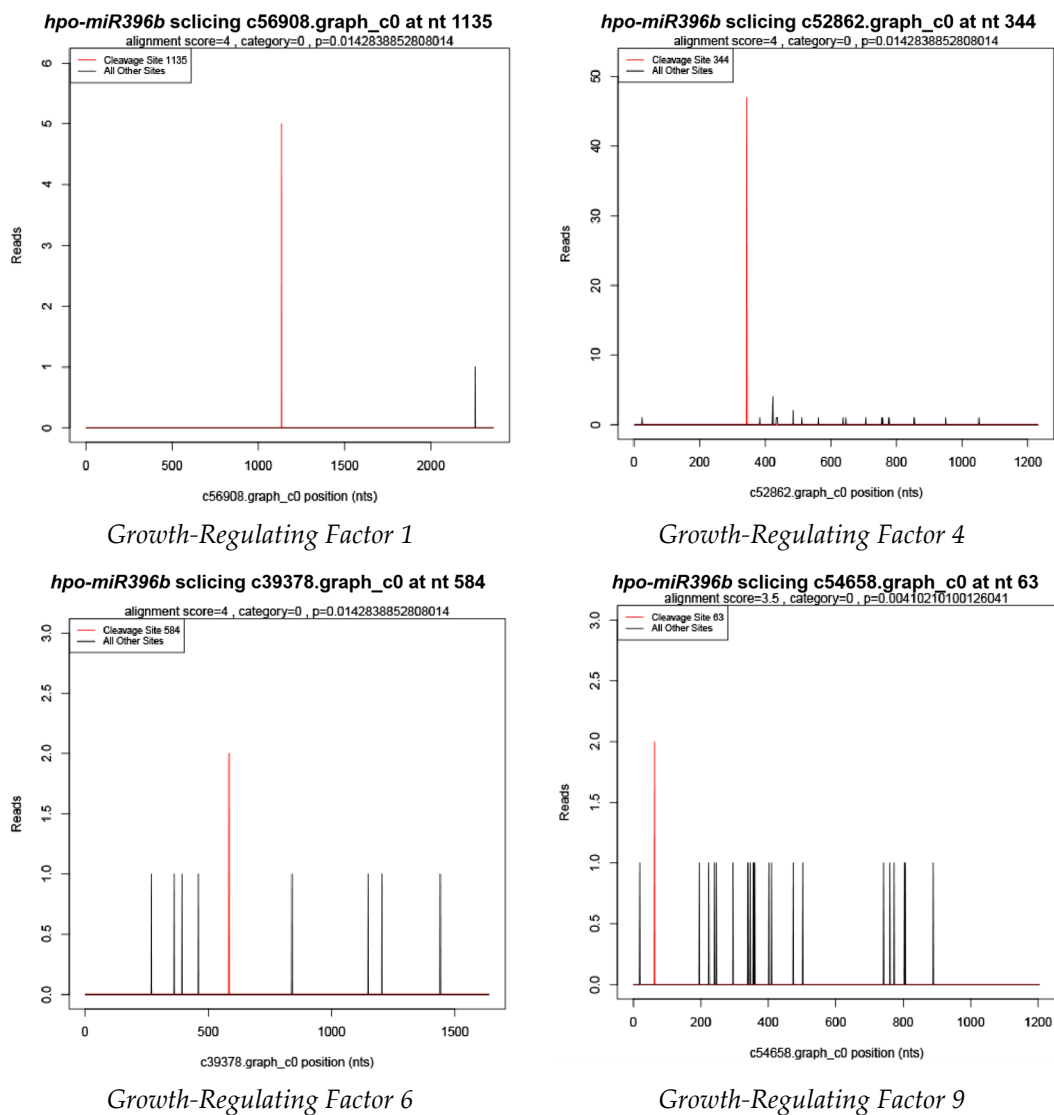 hpo-miR396b sclicing c56908.graph_c0 at nt 1135
alignment score=4 , category=0 , p=0.0142838852808014
Cleavage Site 1135
All Other Sites
6
5
4
3
2
1
0
Reads
0 500 1000 1500 2000
c56908.graph_c0 position (nts)
Growth-Regulating Factor 1
hpo-miR396b sclicing c52862.graph_c0 at nt 344
alignment score=4 , category=0 , p=0.0142838852808014
Cleavage Site 344
All Other Sites
50
40
30
20
10
0
Reads
0 200 400 600 800 1000 1200
c52862.graph_c0 position (nts)
Growth-Regulating Factor 4
hpo-miR396b sclicing c39378.graph_c0 at nt 584
alignment score=4 , category=0 , p=0.0142838852808014
Cleavage Site 584
All Other Sites
3.0
2.5
2.0
1.5
1.0
0.5
0.0
Reads
0 500 1000 1500
c39378.graph_c0 position (nts)
Growth-Regulating Factor 6
hpo-miR396b sclicing c54658.graph_c0 at nt 63
alignment score=3.5 , category=0 , p=0.00410210100126041
Cleavage Site 63
All Other Sites
3.0
2.5
2.0
1.5
1.0
0.5
0.0
Reads
0 200 400 600 800 1000 1200
c54658.graph_c0 position (nts)
Growth-Regulating Factor 9